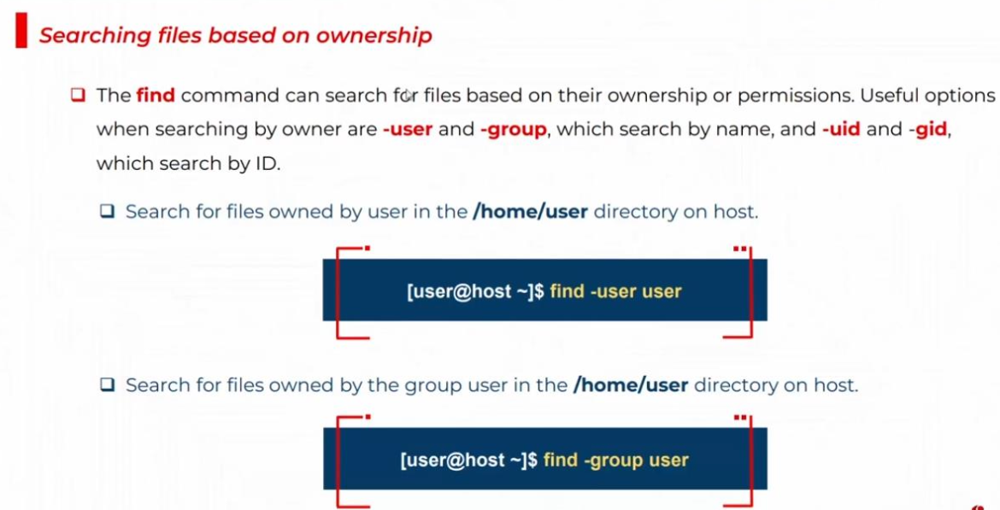 Searching files based on ownership
The find command can search for files based on their ownership or permissions. Useful options
when searching by owner are -user and -group, which search by name, and -uid and -gid,
which search by ID.
Search for files owned by user in the /home/user directory on host.
[user@host ~]$ find -user user
Search for files owned by the group user in the /home/user directory on host.
[user@host ~]$ find -group user